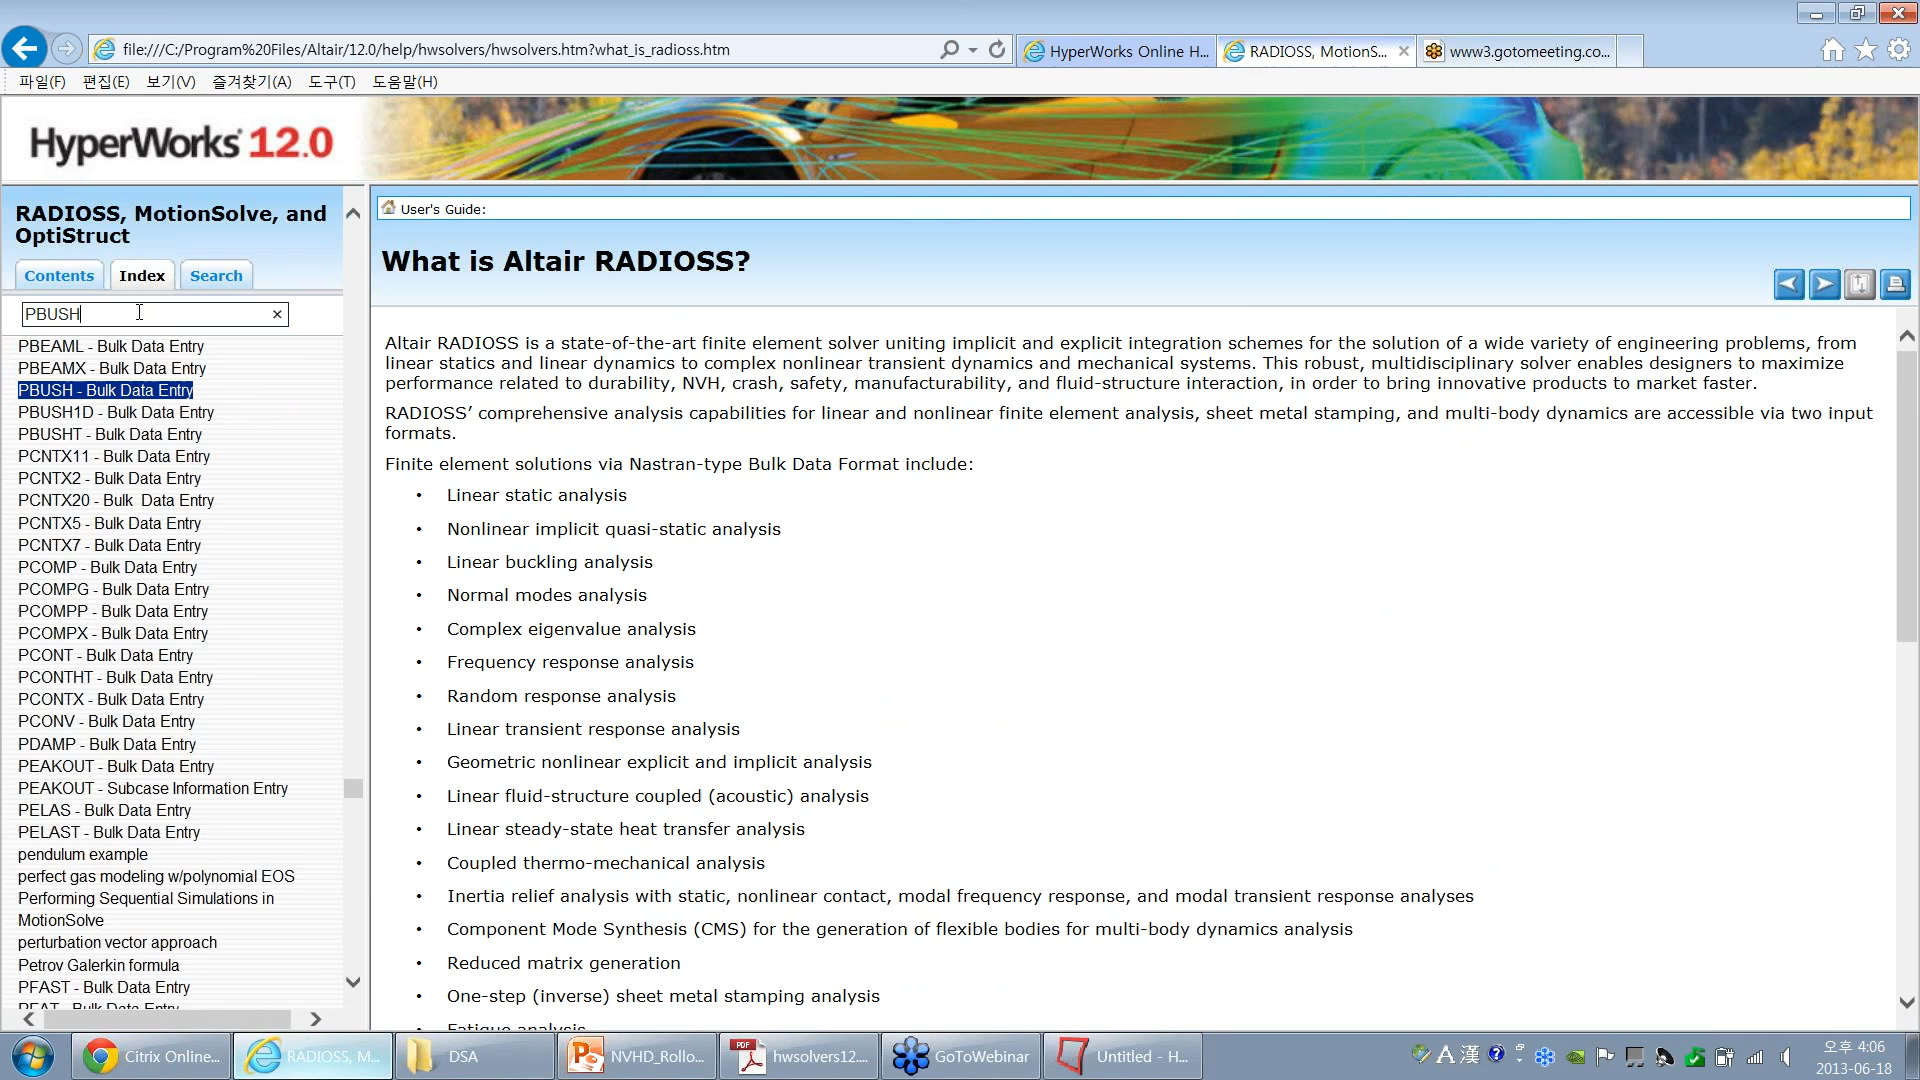 file:///C:/Program%20Files/Altair/12.0/help/hwsolvers/hwsolvers.htm?what_is_radioss.htm
HyperWorks Online H...
RADIOSS, MotionS...
www3.gotomeeting.co...
파일(F) 편집(E) 보기(V) 즐겨찾기(A) 도구(T) 도움말(H)
HyperWorks 12.0
RADIOSS, MotionSolve, and
OptiStruct
Contents Index Search
PBUSH
PBEAML - Bulk Data Entry
PBEAMX - Bulk Data Entry
PBUSH - Bulk Data Entry
PBUSH1D - Bulk Data Entry
PBUSHT - Bulk Data Entry
PCNTX11 - Bulk Data Entry
PCNTX2 - Bulk Data Entry
PCNTX20 - Bulk Data Entry
PCNTX5 - Bulk Data Entry
PCNTX7 - Bulk Data Entry
PCOMP - Bulk Data Entry
PCOMPG - Bulk Data Entry
PCOMPP - Bulk Data Entry
PCOMPX - Bulk Data Entry
PCONT - Bulk Data Entry
PCONTHT - Bulk Data Entry
PCONTX - Bulk Data Entry
PCONV - Bulk Data Entry
PDAMP - Bulk Data Entry
PEAKOUT - Bulk Data Entry
PEAKOUT - Subcase Information Entry
PELAS - Bulk Data Entry
PELAST - Bulk Data Entry
pendulum example
perfect gas modeling w/polynomial EOS
Performing Sequential Simulations in
MotionSolve
perturbation vector approach
Petrov Galerkin formula
PFAST - Bulk Data Entry
PFAT - Bulk Data Entry
User's Guide:
What is Altair RADIOSS?
Altair RADIOSS is a state-of-the-art finite element solver uniting implicit and explicit integration schemes for the solution of a wide variety of engineering problems, from
linear statics and linear dynamics to complex nonlinear transient dynamics and mechanical systems. This robust, multidisciplinary solver enables designers to maximize
performance related to durability, NVH, crash, safety, manufacturability, and fluid-structure interaction, in order to bring innovative products to market faster.
RADIOSS’ comprehensive analysis capabilities for linear and nonlinear finite element analysis, sheet metal stamping, and multi-body dynamics are accessible via two input
formats.
Finite element solutions via Nastran-type Bulk Data Format include:
• Linear static analysis
• Nonlinear implicit quasi-static analysis
• Linear buckling analysis
• Normal modes analysis
• Complex eigenvalue analysis
• Frequency response analysis
• Random response analysis
• Linear transient response analysis
• Geometric nonlinear explicit and implicit analysis
• Linear fluid-structure coupled (acoustic) analysis
• Linear steady-state heat transfer analysis
• Coupled thermo-mechanical analysis
• Inertia relief analysis with static, nonlinear contact, modal frequency response, and modal transient response analyses
• Component Mode Synthesis (CMS) for the generation of flexible bodies for multi-body dynamics analysis
• Reduced matrix generation
• One-step (inverse) sheet metal stamping analysis
• Fatigue analysis
Citrix Online...
RADIOSS, M...
DSA
NVHD_Rollo...
hwsolvers12....
GoToWebinar
Untitled - H...
A 漢
오후 4:06
2013-06-18